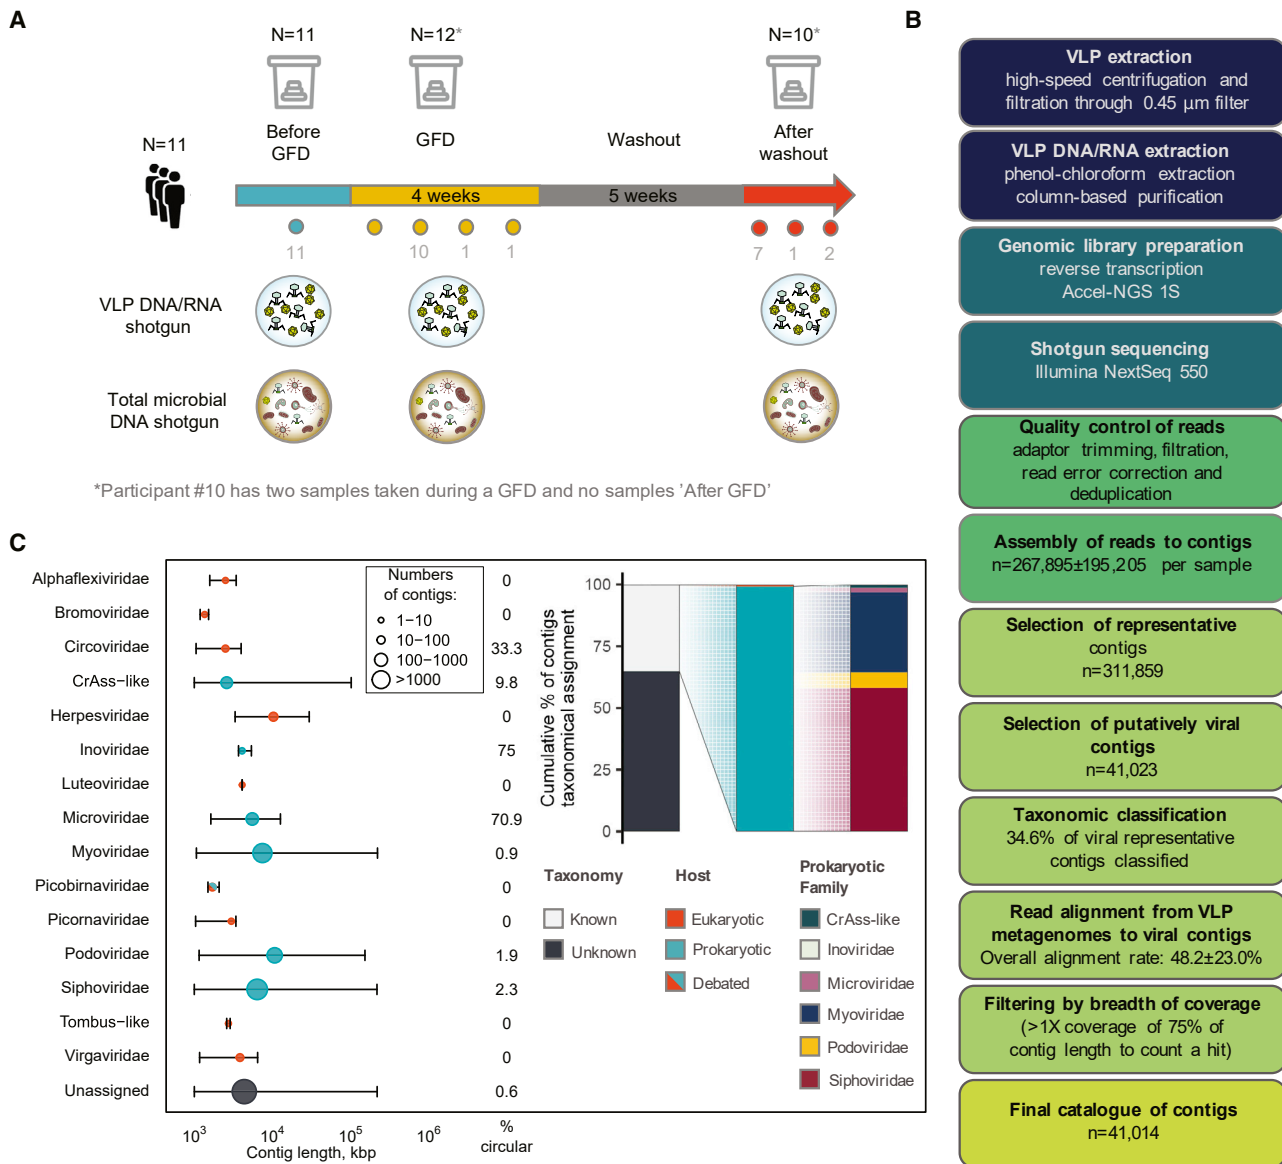 A
N=11
N=12*
N=10*
Before
GFD
GFD
Washout
After
washout
N=11
4 weeks
5 weeks
11
10
1
1
7
1
2
VLP DNA/RNA
shotgun
Total microbial
DNA shotgun
*Participant #10 has two samples taken during a GFD and no samples 'After GFD'
B
VLP extraction
high-speed centrifugation and
filtration through 0.45 µm filter
VLP DNA/RNA extraction
phenol-chloroform extraction
column-based purification
Genomic library preparation
reverse transcription
Accel-NGS 1S
Shotgun sequencing
Illumina NextSeq 550
Quality control of reads
adaptor trimming, filtration,
read error correction and
deduplication
Assembly of reads to contigs
n=267,895±195,205 per sample
Selection of representative
contigs
n=311,859
Selection of putatively viral
contigs
n=41,023
Taxonomic classification
34.6% of viral representative
contigs classified
Read alignment from VLP
metagenomes to viral contigs
Overall alignment rate: 48.2±23.0%
Filtering by breadth of coverage
(>1X coverage of 75% of
contig length to count a hit)
Final catalogue of contigs
n=41,014
C
Alphaflexiviridae 0
Bromoviridae 0
Circoviridae 33.3
CrAss−like 9.8
Herpesviridae 0
Inoviridae 75
Luteoviridae 0
Microviridae 70.9
Myoviridae 0.9
Picobirnaviridae 0
Picornaviridae 0
Podoviridae 1.9
Siphoviridae 2.3
Tombus−like 0
Virgaviridae 0
Unassigned 0.6
10³ 10⁴ 10⁵ 10⁶
Contig length, kbp
%
circular
Numbers
of contigs:
1−10
10−100
100−1000
>1000
Cumulative % of contigs
taxonomical assignment
100
75
50
25
0
Taxonomy
Known
Unknown
Host
Eukaryotic
Prokaryotic
Debated
Prokaryotic
Family
CrAss-like
Inoviridae
Microviridae
Myoviridae
Podoviridae
Siphoviridae